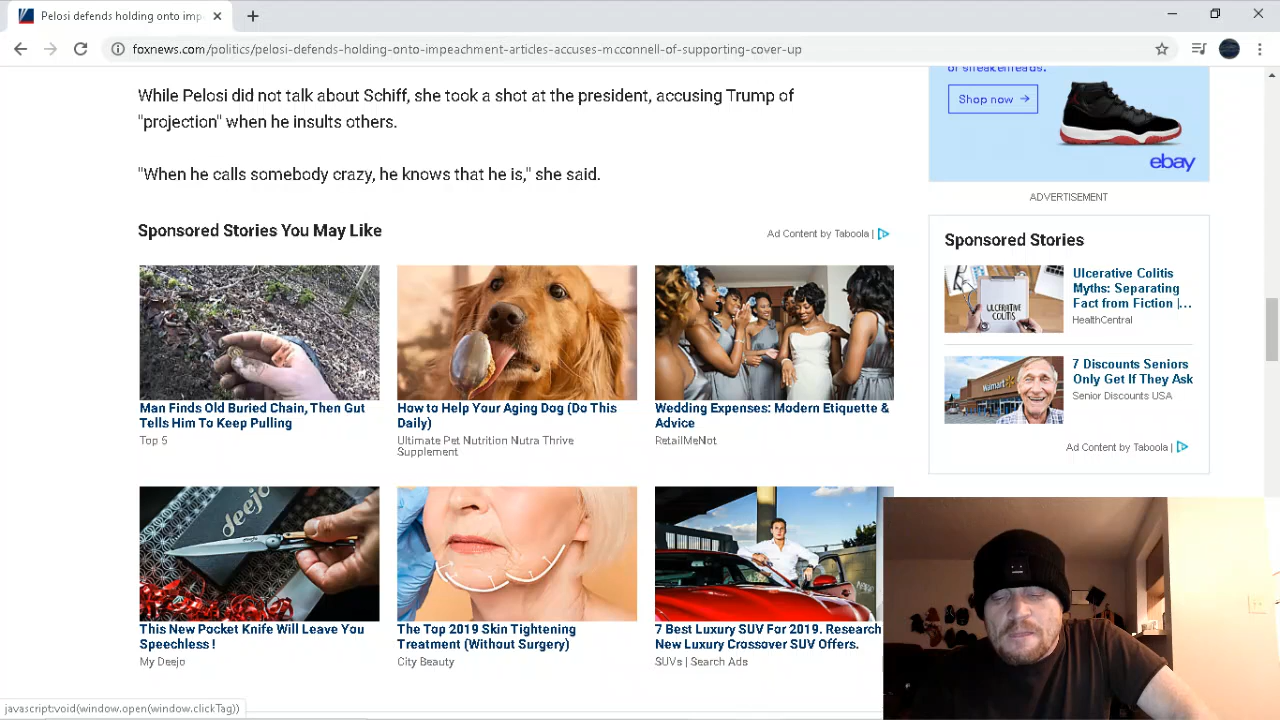 Pelosi defends holding onto imp
foxnews.com/politics/pelosi-defends-holding-onto-impeachment-articles-accuses-mcconnell-of-supporting-cover-up
of sneakerheads.
Shop now →
ebay
ADVERTISEMENT
While Pelosi did not talk about Schiff, she took a shot at the president, accusing Trump of
"projection" when he insults others.
"When he calls somebody crazy, he knows that he is," she said.
Sponsored Stories You May Like
Ad Content by Taboola |
Man Finds Old Buried Chain, Then Gut
Tells Him To Keep Pulling
Top 5
How to Help Your Aging Dog (Do This
Daily)
Ultimate Pet Nutrition Nutra Thrive
Supplement
Wedding Expenses: Modern Etiquette &
Advice
RetailMeNot
deejo
This New Pocket Knife Will Leave You
Speechless !
My Deejo
The Top 2019 Skin Tightening
Treatment (Without Surgery)
City Beauty
7 Best Luxury SUV For 2019. Research
New Luxury Crossover SUV Offers.
SUVs | Search Ads
Sponsored Stories
ULCERATIVE
COLITIS
Ulcerative Colitis
Myths: Separating
Fact from Fiction |...
HealthCentral
Walmart
7 Discounts Seniors
Only Get If They Ask
Senior Discounts USA
Ad Content by Taboola |
javascript:void(window.open(window.clickTag))